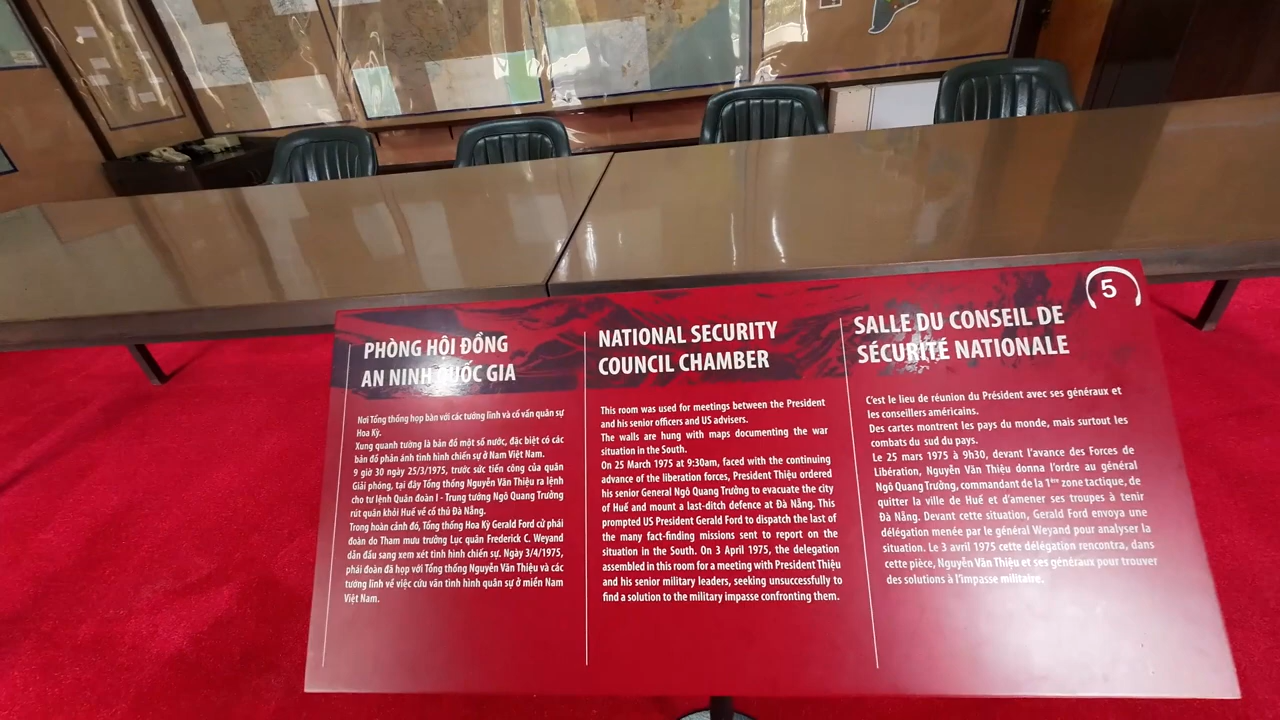 5
PHÒNG HỘI ĐỒNG
AN NINH QUỐC GIA
Nơi Tổng thống họp bàn với các tướng lĩnh và cố vấn quân sự
Hoa Kỳ.
Xung quanh tường là bản đồ một số nước, đặc biệt có các
bản đồ phản ánh tình hình chiến sự ở Nam Việt Nam.
9 giờ 30 ngày 25/3/1975, trước sức tiến công của quân
Giải phóng, tại đây Tổng thống Nguyễn Văn Thiệu ra lệnh
cho tư lệnh Quân đoàn I - Trung tướng Ngô Quang Trưởng
rút quân khỏi Huế về cố thủ Đà Nẵng.
Trong hoàn cảnh đó, Tổng thống Hoa Kỳ Gerald Ford cử phái
đoàn do Tham mưu trưởng Lục quân Frederick C. Weyand
dẫn đầu sang xem xét tình hình chiến sự. Ngày 3/4/1975,
phái đoàn đã họp với Tổng thống Nguyễn Văn Thiệu và các
tướng lĩnh về việc cứu vãn tình hình quân sự ở miền Nam
Việt Nam.
NATIONAL SECURITY
COUNCIL CHAMBER
This room was used for meetings between the President
and his senior officers and US advisers.
The walls are hung with maps documenting the war
situation in the South.
On 25 March 1975 at 9:30am, faced with the continuing
advance of the liberation forces, President Thiệu ordered
his senior General Ngô Quang Trưởng to evacuate the city
of Huế and mount a last-ditch defence at Đà Nẵng. This
prompted US President Gerald Ford to dispatch the last of
the many fact-finding missions sent to report on the
situation in the South. On 3 April 1975, the delegation
assembled in this room for a meeting with President Thiệu
and his senior military leaders, seeking unsuccessfully to
find a solution to the military impasse confronting them.
SALLE DU CONSEIL DE
SÉCURITÉ NATIONALE
C'est le lieu de réunion du Président avec ses généraux et
les conseillers américains.
Des cartes montrent les pays du monde, mais surtout les
combats du sud du pays.
Le 25 mars 1975 à 9h30, devant l'avance des Forces de
Libération, Nguyễn Văn Thiệu donna l'ordre au général
Ngô Quang Trưởng, commandant de la 1ère zone tactique, de
quitter la ville de Huế et d'amener ses troupes à tenir
Đà Nẵng. Devant cette situation, Gerald Ford envoya une
délégation menée par le général Weyand pour analyser la
situation. Le 3 avril 1975 cette délégation rencontra, dans
cette pièce, Nguyễn Văn Thiệu et ses généraux pour trouver
des solutions à l'impasse militaire.